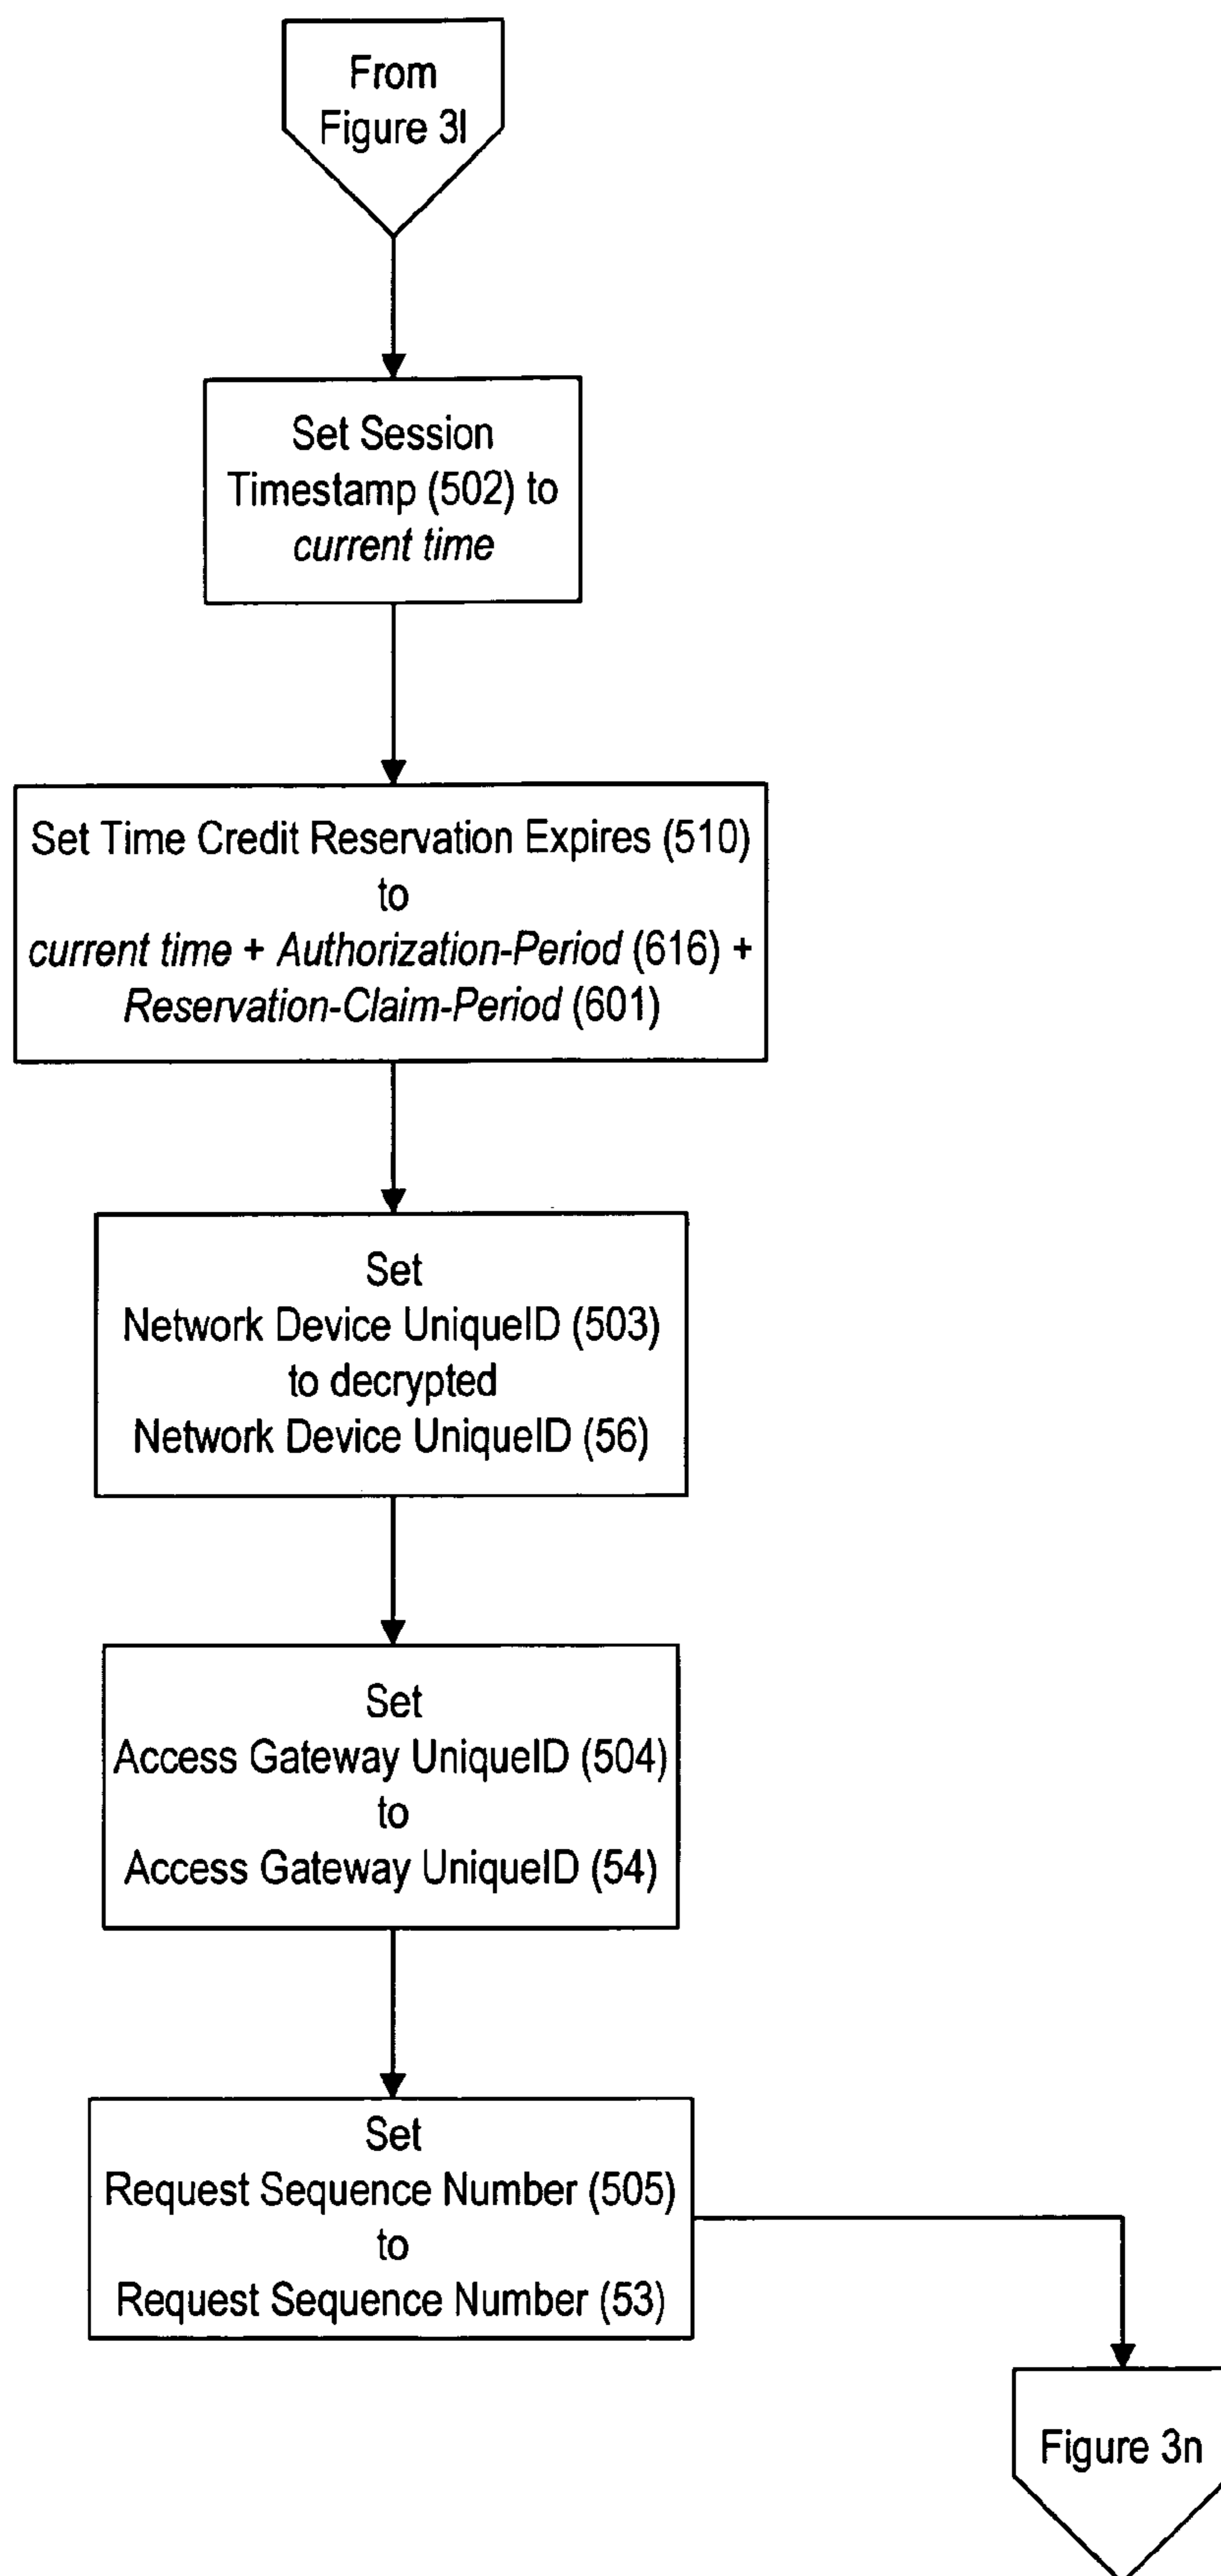 From
Figure 3l
Set Session
Timestamp (502) to
current time
Set Time Credit Reservation Expires (510)
to
current time + Authorization-Period (616) +
Reservation-Claim-Period (601)
Set
Network Device UniqueID (503)
to decrypted
Network Device UniqueID (56)
Set
Access Gateway UniqueID (504)
to
Access Gateway UniqueID (54)
Set
Request Sequence Number (505)
to
Request Sequence Number (53)
Figure 3n